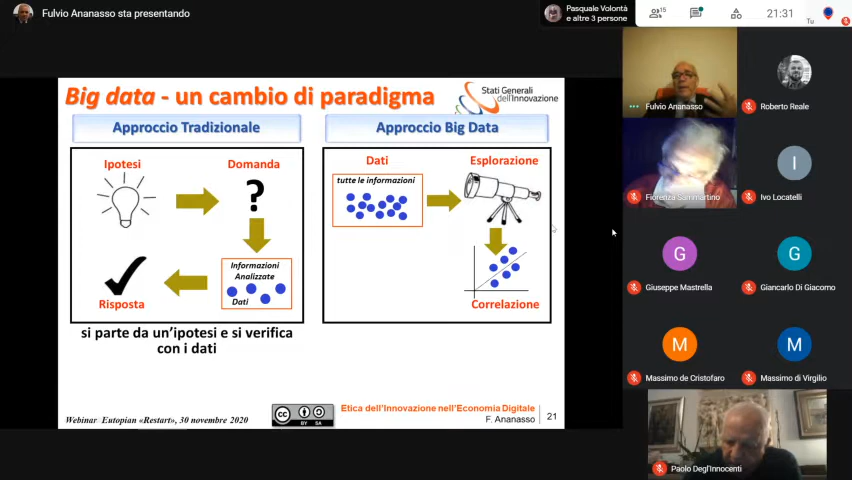 Fulvio Ananasso sta presentando
Pasquale Volontà
e altre 3 persone
15
21:31
Tu
Big data - un cambio di paradigma
Stati Generali
dell'Innovazione
Approccio Tradizionale
Approccio Big Data
Ipotesi
Domanda
?
Informazioni
Analizzate
Dati
Risposta
Dati
tutte le informazioni
Esplorazione
Correlazione
si parte da un'ipotesi e si verifica
con i dati
Webinar Eutopian «Restart», 30 novembre 2020
cc
BY SA
Etica dell'Innovazione nell'Economia Digitale
F. Ananasso
21
Fulvio Ananasso
Roberto Reale
Fiorenza Sammartino
I
Ivo Locatelli
G
Giuseppe Mastrella
G
Giancarlo Di Giacomo
M
Massimo de Cristofaro
M
Massimo di Virgilio
Paolo Degl'Innocenti